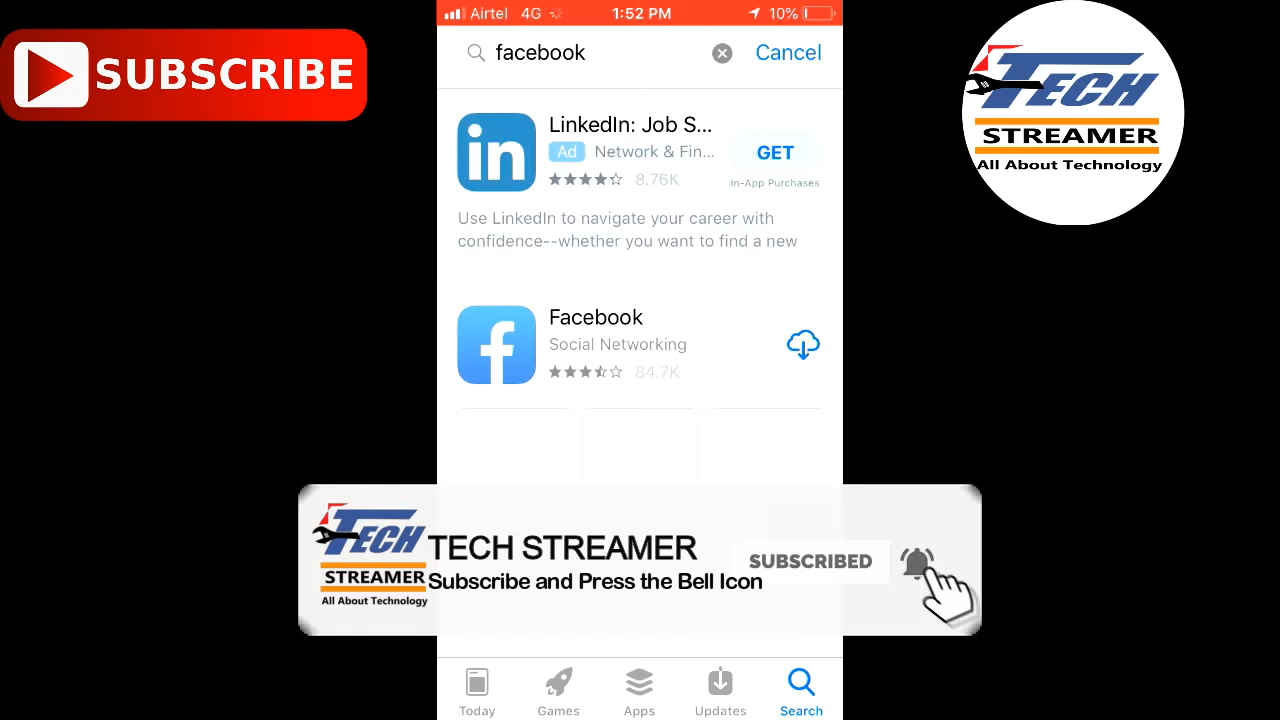 Airtel 4G 1:52 PM 10%
SUBSCRIBE
facebook Cancel
TECH
STREAMER
All About Technology
LinkedIn: Job S...
Ad Network & Fin...
GET
8.76K
In-App Purchases
Use LinkedIn to navigate your career with
confidence--whether you want to find a new
Facebook
Social Networking
84.7K
TECH
STREAMER
All About Technology
TECH STREAMER
Subscribe and Press the Bell Icon
SUBSCRIBED
Today Games Apps Updates Search